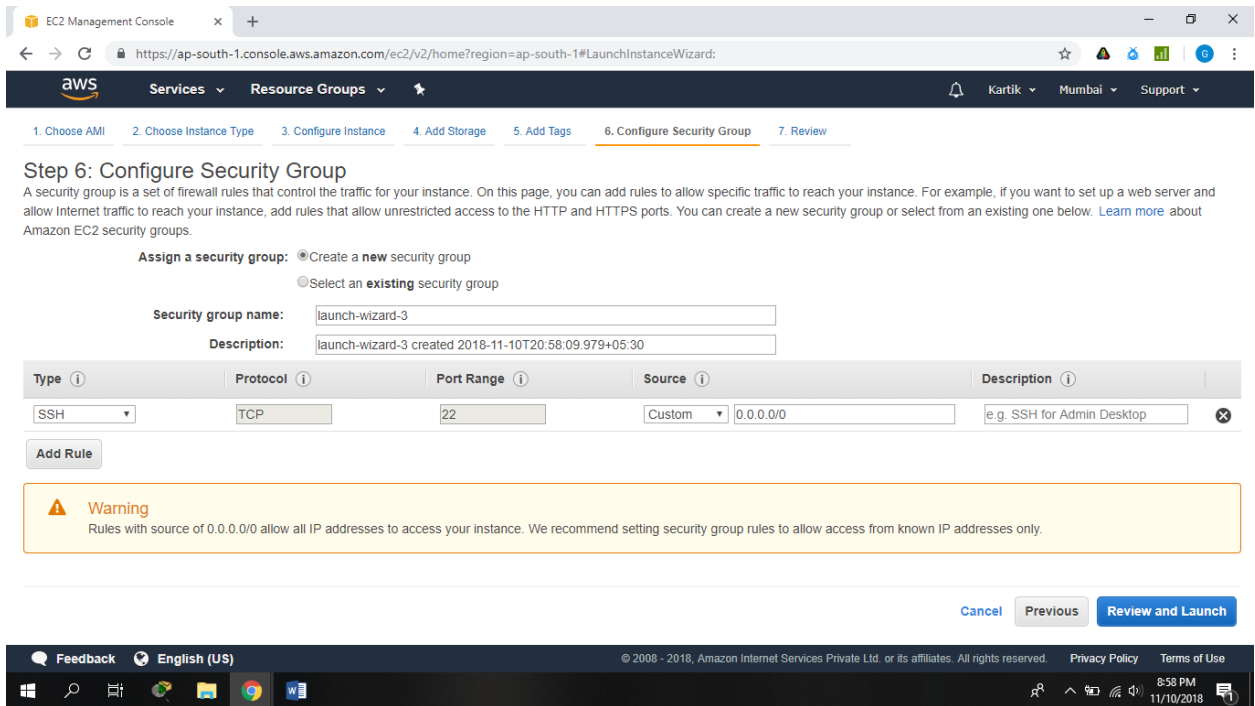 EC2 Management Console
https://ap-south-1.console.aws.amazon.com/ec2/v2/home?region=ap-south-1#LaunchInstanceWizard:
G
aws Services Resource Groups Kartik Mumbai Support
1. Choose AMI 2. Choose Instance Type 3. Configure Instance 4. Add Storage 5. Add Tags 6. Configure Security Group 7. Review
Step 6: Configure Security Group
A security group is a set of firewall rules that control the traffic for your instance. On this page, you can add rules to allow specific traffic to reach your instance. For example, if you want to set up a web server and
allow Internet traffic to reach your instance, add rules that allow unrestricted access to the HTTP and HTTPS ports. You can create a new security group or select from an existing one below. Learn more about
Amazon EC2 security groups.
Assign a security group: Create a new security group
Select an existing security group
Security group name: launch-wizard-3
Description: launch-wizard-3 created 2018-11-10T20:58:09.979+05:30
Type i Protocol i Port Range i Source i Description i
SSH TCP 22 Custom 0.0.0.0/0 e.g. SSH for Admin Desktop
Add Rule
Warning
Rules with source of 0.0.0.0/0 allow all IP addresses to access your instance. We recommend setting security group rules to allow access from known IP addresses only.
Cancel Previous Review and Launch
Feedback English (US) © 2008 - 2018, Amazon Internet Services Private Ltd. or its affiliates. All rights reserved. Privacy Policy Terms of Use
8:58 PM
11/10/2018
1